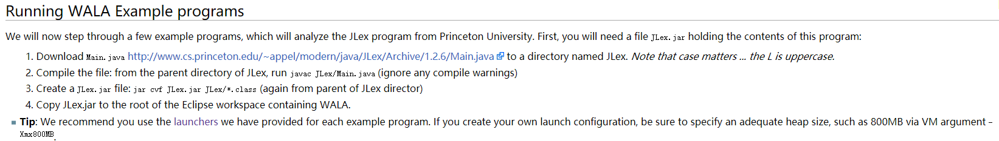 Running WALA Example programs
We will now step through a few example programs, which will analyze the JLex program from Princeton University. First, you will need a file JLex.jar holding the contents of this program:
1. Download Main.java http://www.cs.princeton.edu/~appel/modern/java/JLex/Archive/1.2.6/Main.java to a directory named JLex. Note that case matters ... the L is uppercase.
2. Compile the file: from the parent directory of JLex, run javac JLex/Main.java (ignore any compile warnings)
3. Create a JLex.jar file: jar cvf JLex.jar JLex/*.class (again from parent of JLex director)
4. Copy JLex.jar to the root of the Eclipse workspace containing WALA.
Tip: We recommend you use the launchers we have provided for each example program. If you create your own launch configuration, be sure to specify an adequate heap size, such as 800MB via VM argument –
Xmx800MB.